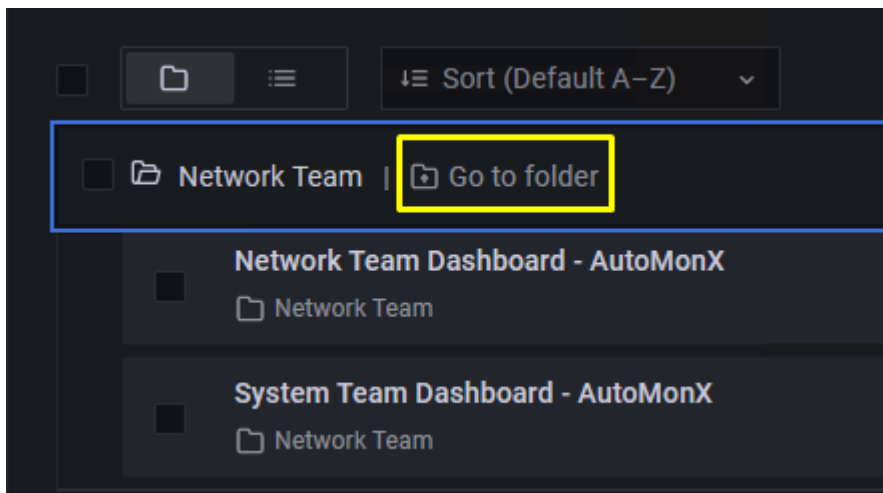 Sort (Default A–Z)
Network Team | Go to folder
Network Team Dashboard - AutoMonX
Network Team
System Team Dashboard - AutoMonX
Network Team